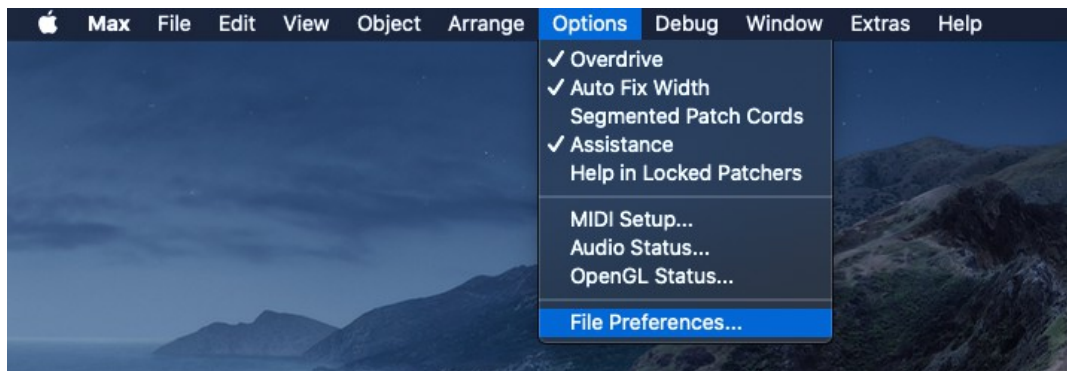 Max File Edit View Object Arrange Options Debug Window Extras Help
✓ Overdrive
✓ Auto Fix Width
Segmented Patch Cords
✓ Assistance
Help in Locked Patchers
MIDI Setup...
Audio Status...
OpenGL Status...
File Preferences...